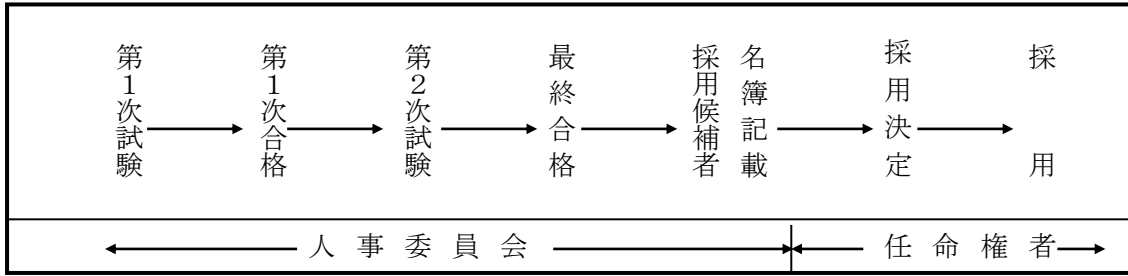 第１次試験
第１次合格
第２次試験
最終合格
採用候補者
名簿記載
採用決定
採用
人事委員会
任命権者